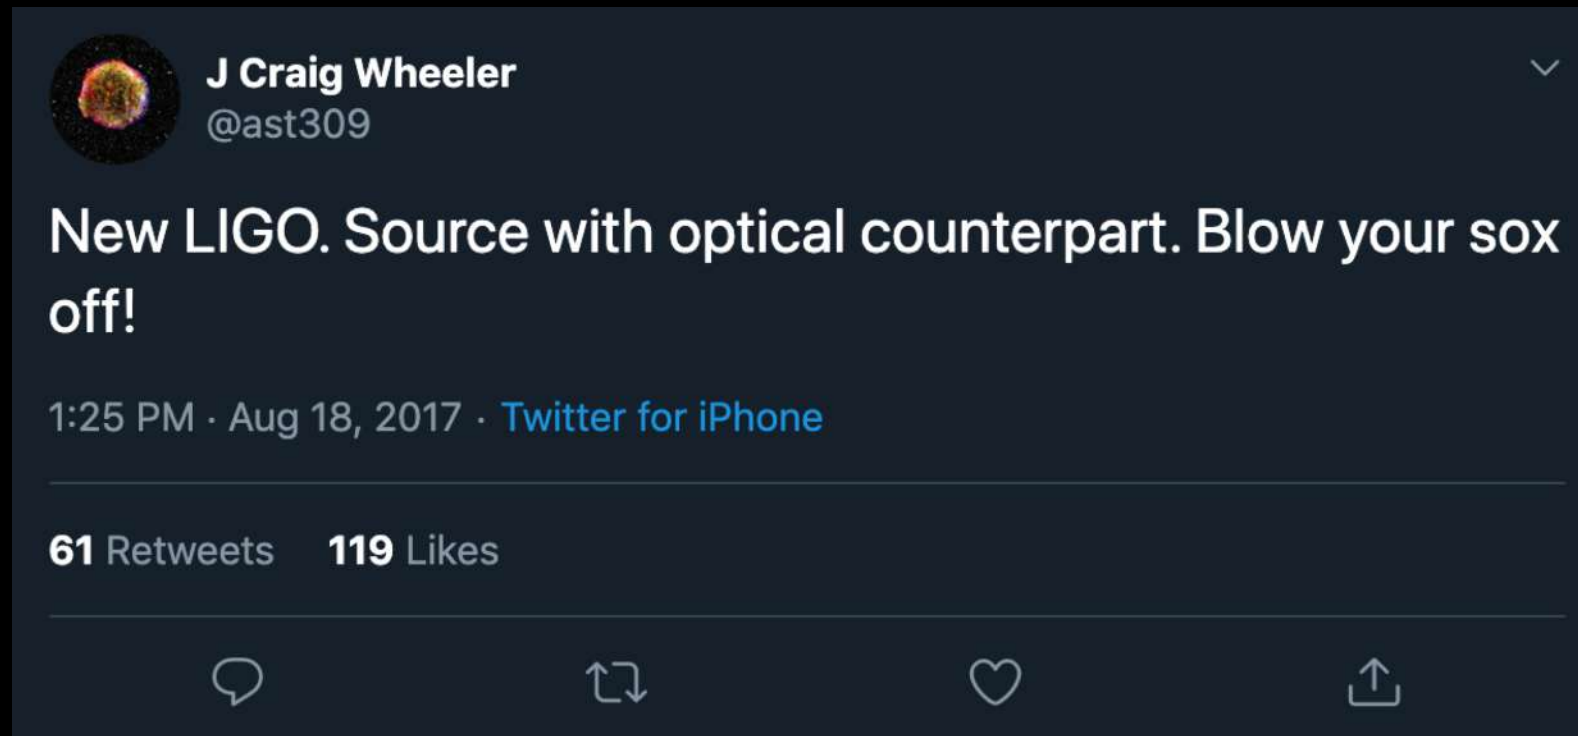 J Craig Wheeler
@ast309
New LIGO. Source with optical counterpart. Blow your sox
off!
1:25 PM · Aug 18, 2017 · Twitter for iPhone
61 Retweets 119 Likes